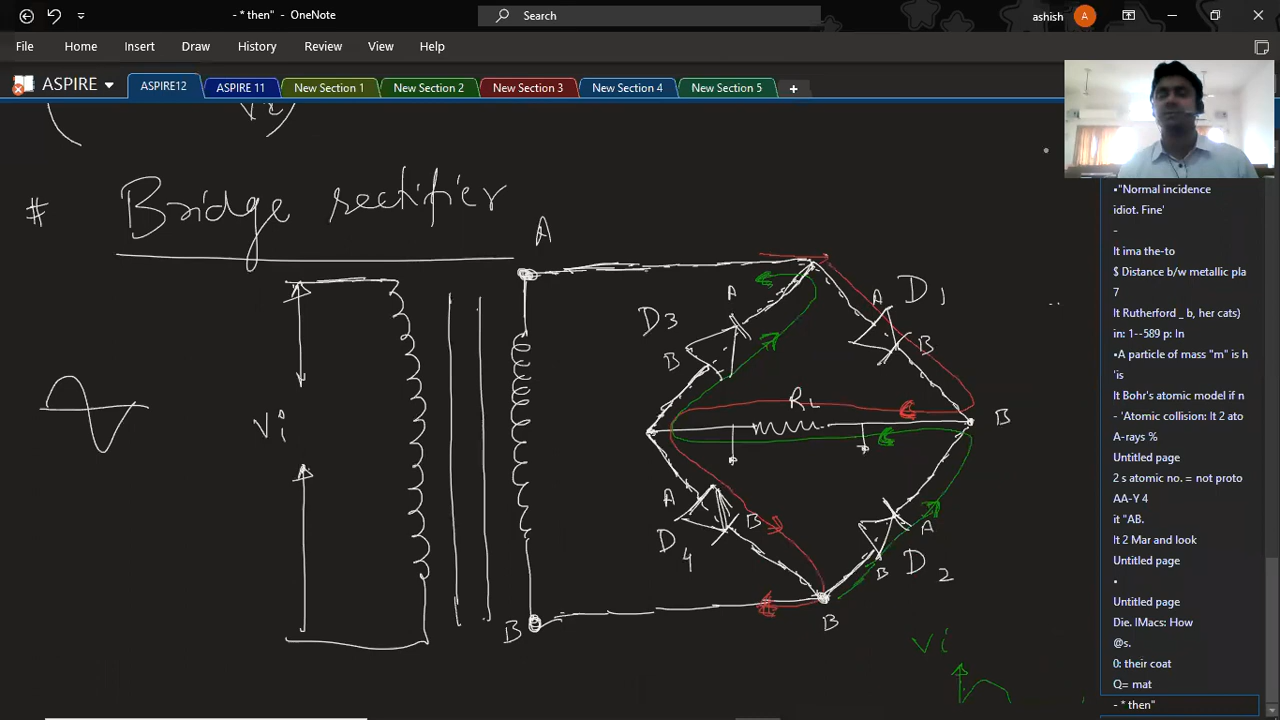 - * then" - OneNote
Search
ashish
A
File Home Insert Draw History Review View Help
ASPIRE
ASPIRE12
ASPIRE 11
New Section 1
New Section 2
New Section 3
New Section 4
New Section 5
+
# Bridge rectifier
A
D3
A
B
A
D1
B
Vi
RL
B
A
B
D4
A
B
D2
B
B
Vi
•"Normal incidence
idiot. Fine'
-
It ima the-to
$ Distance b/w metallic pla
7
It Rutherford _ b, her cats)
in: 1--589 p: In
•A particle of mass "m" is h
'is
It Bohr's atomic model if n
- 'Atomic collision: It 2 ato
A-rays %
Untitled page
2 s atomic no. = not proto
AA-Y 4
it "AB.
It 2 Mar and look
Untitled page
•
Untitled page
Die. IMacs: How
@s.
0: their coat
Q= mat
- * then"